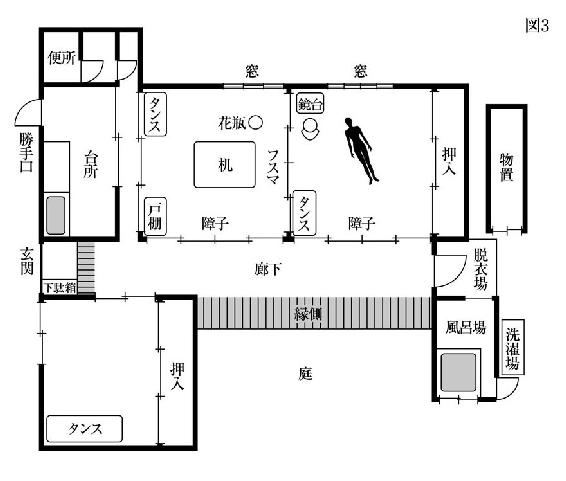 図3
便所
窓
窓
タンス
花瓶
鏡台
勝手口
台所
机
フスマ
押入
物置
戸棚
障子
タンス
障子
玄関
下駄箱
廊下
脱衣場
縁側
風呂場
洗濯場
押入
庭
タンス